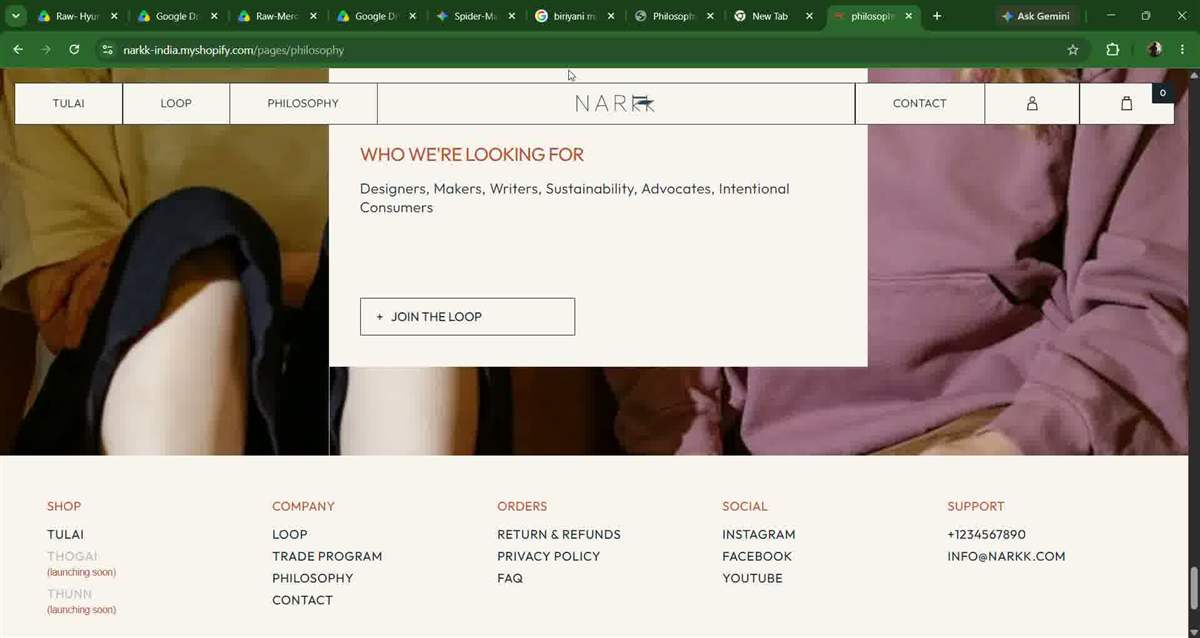 Raw- Hyu
Google D
Raw-Merc
Google D
Spider-Ma
biriyani m
Philosoph
New Tab
philosoph
Ask Gemini
narkk-india.myshopify.com/pages/philosophy
TULAI
LOOP
PHILOSOPHY
NARKK
CONTACT
0
WHO WE'RE LOOKING FOR
Designers, Makers, Writers, Sustainability, Advocates, Intentional
Consumers
+ JOIN THE LOOP
SHOP
TULAI
THOGAI
(launching soon)
THUNN
(launching soon)
COMPANY
LOOP
TRADE PROGRAM
PHILOSOPHY
CONTACT
ORDERS
RETURN & REFUNDS
PRIVACY POLICY
FAQ
SOCIAL
INSTAGRAM
FACEBOOK
YOUTUBE
SUPPORT
+1234567890
INFO@NARKK.COM